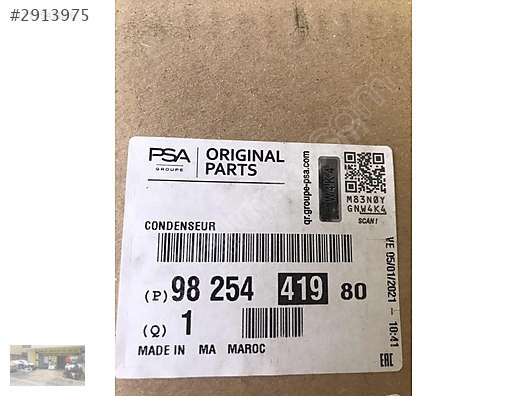 #2913975
PSA
GROUPE
ORIGINAL
PARTS
qr.groupe-psa.com
W4K4
M83N0Y
GNW4K4
SCAN !
CONDENSEUR
(P) 98 254 419 80
(Q) 1
MADE IN MA MAROC
VE 05/01/2021 - 10:41
EAC